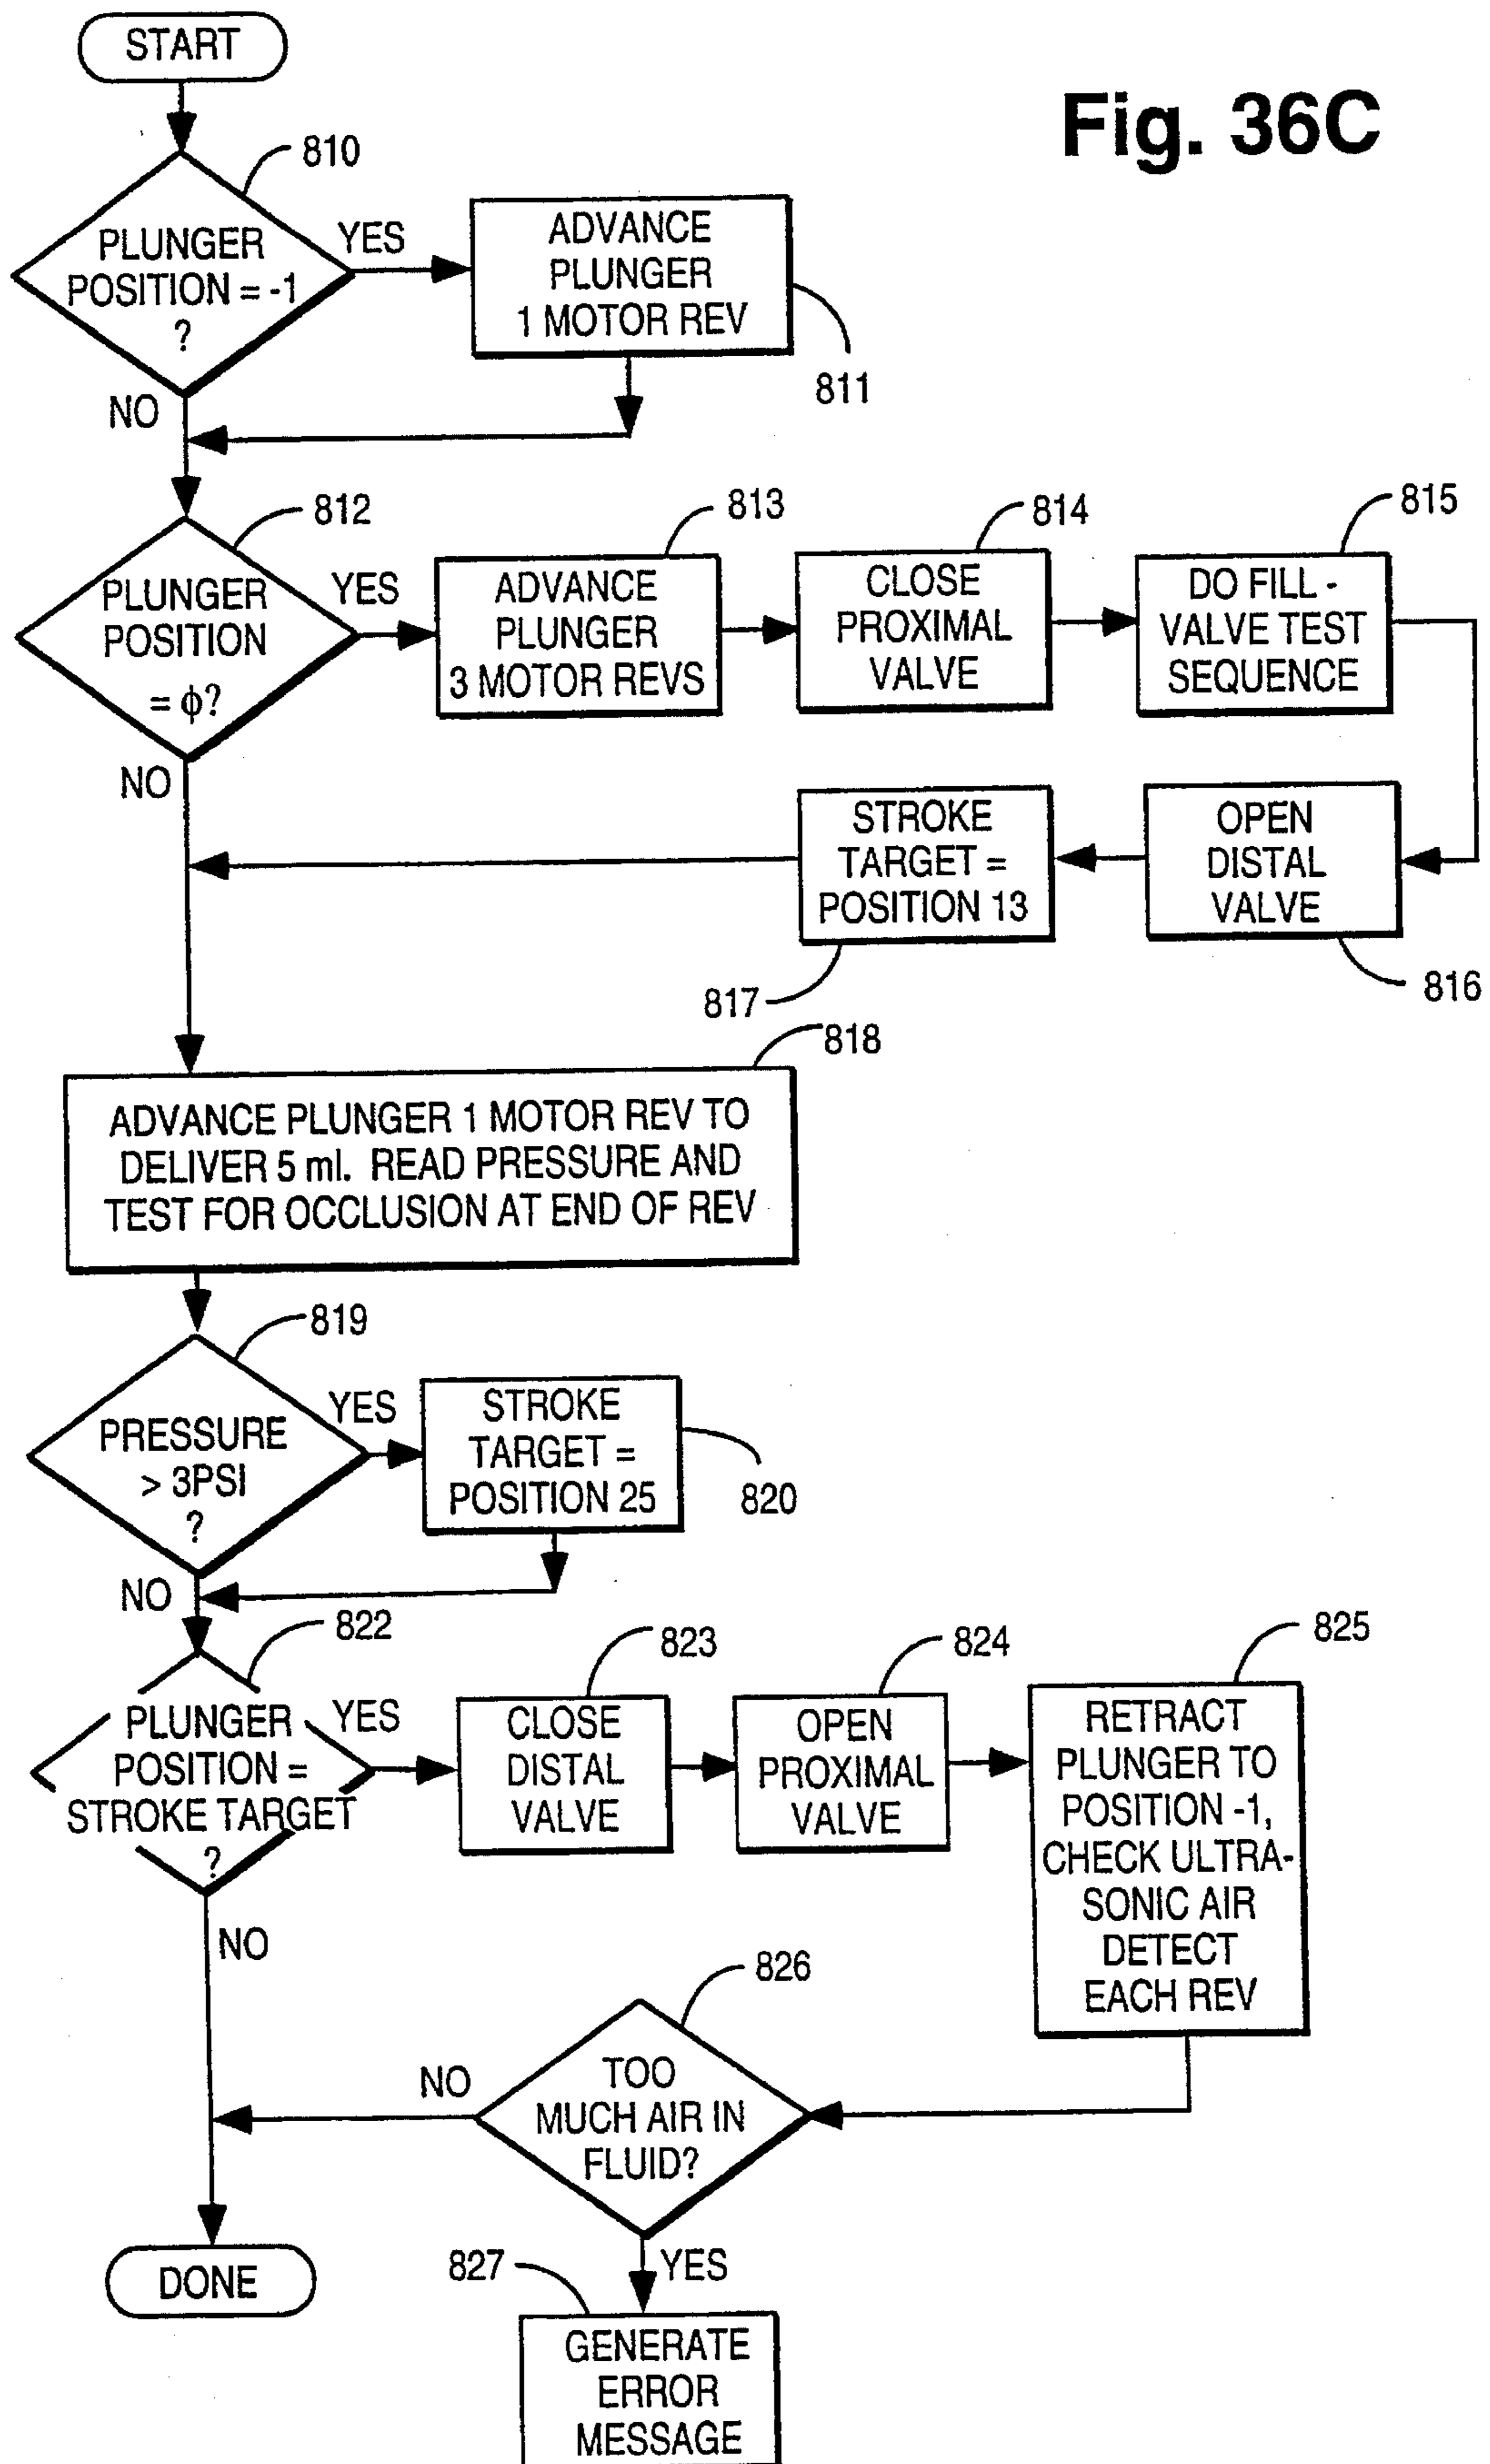 START
Fig. 36C
810
PLUNGER
POSITION = -1
?
YES
ADVANCE
PLUNGER
1 MOTOR REV
811
NO
812
PLUNGER
POSITION
= ϕ?
YES
813
ADVANCE
PLUNGER
3 MOTOR REVS
814
CLOSE
PROXIMAL
VALVE
815
DO FILL -
VALVE TEST
SEQUENCE
NO
STROKE
TARGET =
POSITION 13
817
OPEN
DISTAL
VALVE
816
818
ADVANCE PLUNGER 1 MOTOR REV TO
DELIVER 5 ml. READ PRESSURE AND
TEST FOR OCCLUSION AT END OF REV
819
PRESSURE
> 3PSI
?
YES
STROKE
TARGET =
POSITION 25
820
NO
822
PLUNGER
POSITION =
STROKE TARGET
?
YES
823
CLOSE
DISTAL
VALVE
824
OPEN
PROXIMAL
VALVE
825
RETRACT
PLUNGER TO
POSITION -1,
CHECK ULTRA-
SONIC AIR
DETECT
EACH REV
NO
826
TOO
MUCH AIR IN
FLUID?
NO
YES
DONE
827
GENERATE
ERROR
MESSAGE